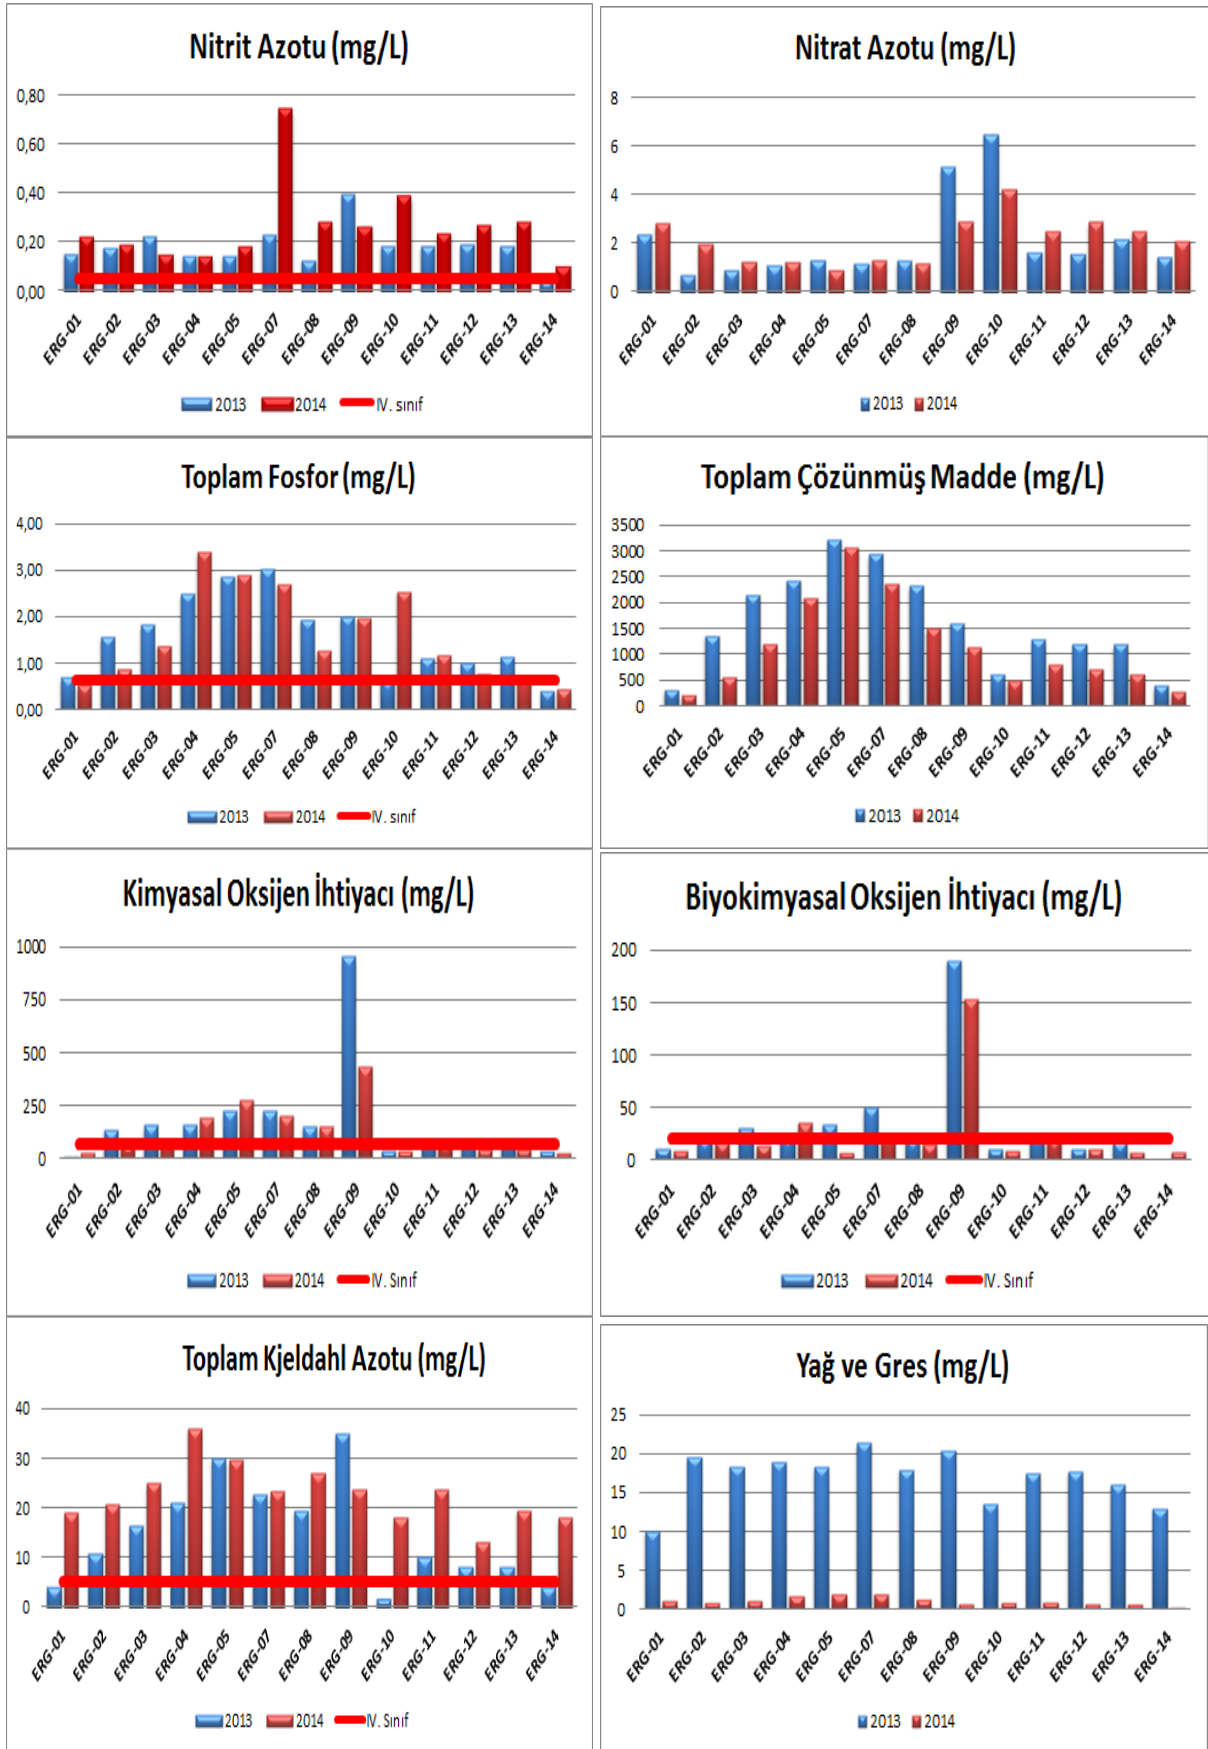 Nitrit Azotu (mg/L)
0,80
0,60
0,40
0,20
0,00
ERG-01 ERG-02 ERG-03 ERG-04 ERG-05 ERG-07 ERG-08 ERG-09 ERG-10 ERG-11 ERG-12 ERG-13 ERG-14
2013 2014 IV. sınıf
Nitrat Azotu (mg/L)
8
6
4
2
0
ERG-01 ERG-02 ERG-03 ERG-04 ERG-05 ERG-07 ERG-08 ERG-09 ERG-10 ERG-11 ERG-12 ERG-13 ERG-14
2013 2014
Toplam Fosfor (mg/L)
4,00
3,00
2,00
1,00
0,00
ERG-01 ERG-02 ERG-03 ERG-04 ERG-05 ERG-07 ERG-08 ERG-09 ERG-10 ERG-11 ERG-12 ERG-13 ERG-14
2013 2014 IV. sınıf
Toplam Çözünmüş Madde (mg/L)
3500
3000
2500
2000
1500
1000
500
0
ERG-01 ERG-02 ERG-03 ERG-04 ERG-05 ERG-07 ERG-08 ERG-09 ERG-10 ERG-11 ERG-12 ERG-13 ERG-14
2013 2014
Kimyasal Oksijen İhtiyacı (mg/L)
1000
750
500
250
0
ERG-01 ERG-02 ERG-03 ERG-04 ERG-05 ERG-07 ERG-08 ERG-09 ERG-10 ERG-11 ERG-12 ERG-13 ERG-14
2013 2014 IV. Sınıf
Biyokimyasal Oksijen İhtiyacı (mg/L)
200
150
100
50
0
ERG-01 ERG-02 ERG-03 ERG-04 ERG-05 ERG-07 ERG-08 ERG-09 ERG-10 ERG-11 ERG-12 ERG-13 ERG-14
2013 2014 IV. Sınıf
Toplam Kjeldahl Azotu (mg/L)
40
30
20
10
0
ERG-01 ERG-02 ERG-03 ERG-04 ERG-05 ERG-07 ERG-08 ERG-09 ERG-10 ERG-11 ERG-12 ERG-13 ERG-14
2013 2014 IV. Sınıf
Yağ ve Gres (mg/L)
25
20
15
10
5
0
ERG-01 ERG-02 ERG-03 ERG-04 ERG-05 ERG-07 ERG-08 ERG-09 ERG-10 ERG-11 ERG-12 ERG-13 ERG-14
2013 2014